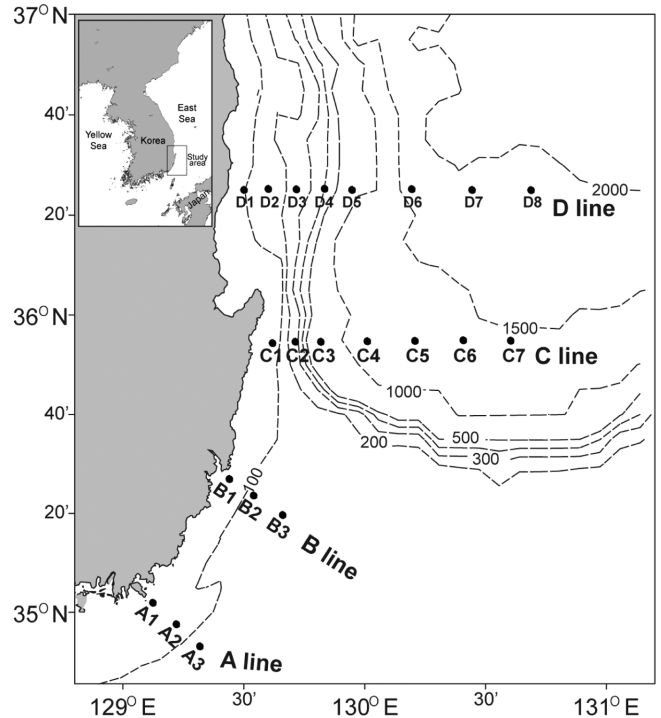 37° N
40'
20'
36° N
40'
20'
35° N
129° E
30'
130° E
30'
131° E
East
Sea
Yellow
Sea
Korea
Study
area
Japan
D1 D2 D3 D4 D5 D6 D7 D8
D line
2000
1500
C1 C2 C3 C4 C5 C6 C7
C line
1000
500
300
200
100
B1 B2 B3
B line
A1 A2 A3
A line